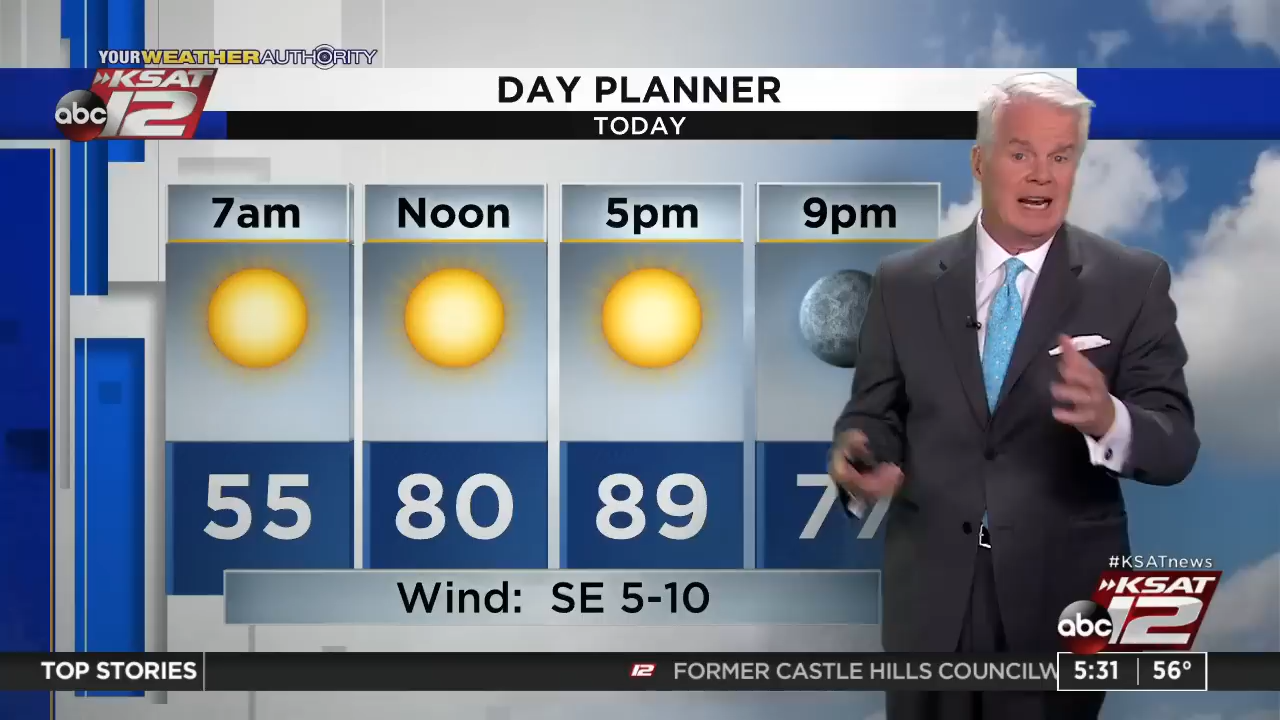 YOUR WEATHER AUTHORITY
KSAT
abc 12
DAY PLANNER
TODAY
7am Noon 5pm 9pm
55 80 89
Wind: SE 5-10
#KSATnews
KSAT
abc 12
TOP STORIES 12 FORMER CASTLE HILLS COUNCILW 5:31 56°